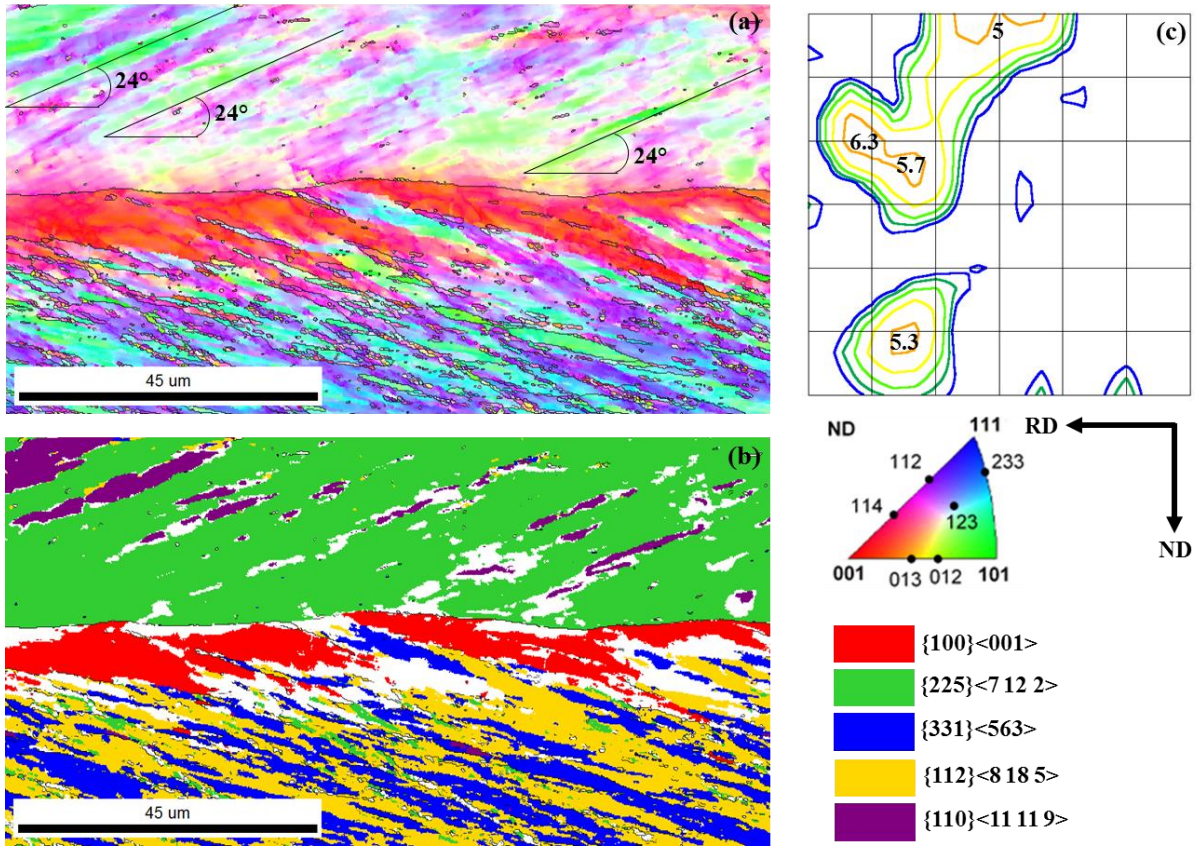 (a)
24°
24°
24°
45 um
(c)
5
6.3
5.7
5.3
ND
111
RD
112
233
114
123
ND
001
013
012
101
(b)
45 um
{100}<001>
{225}<7 12 2>
{331}<563>
{112}<8 18 5>
{110}<11 11 9>